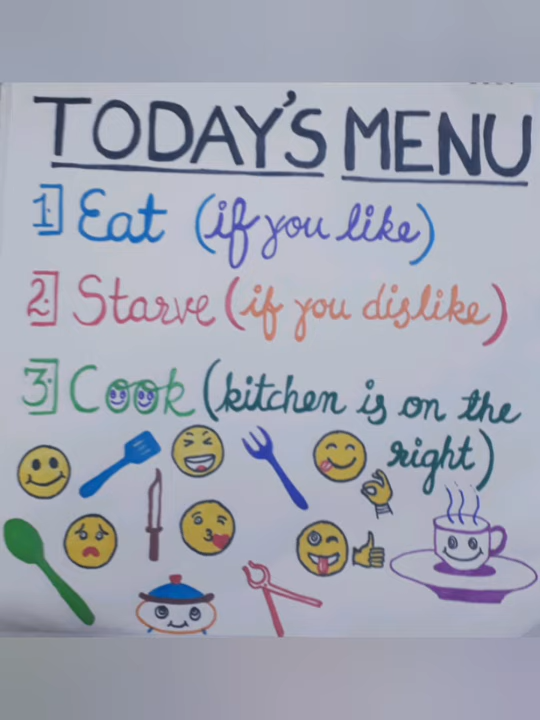 TODAY'S MENU
1] Eat (if you like)
2] Starve (if you dislike)
3] Cook (kitchen is on the
right)